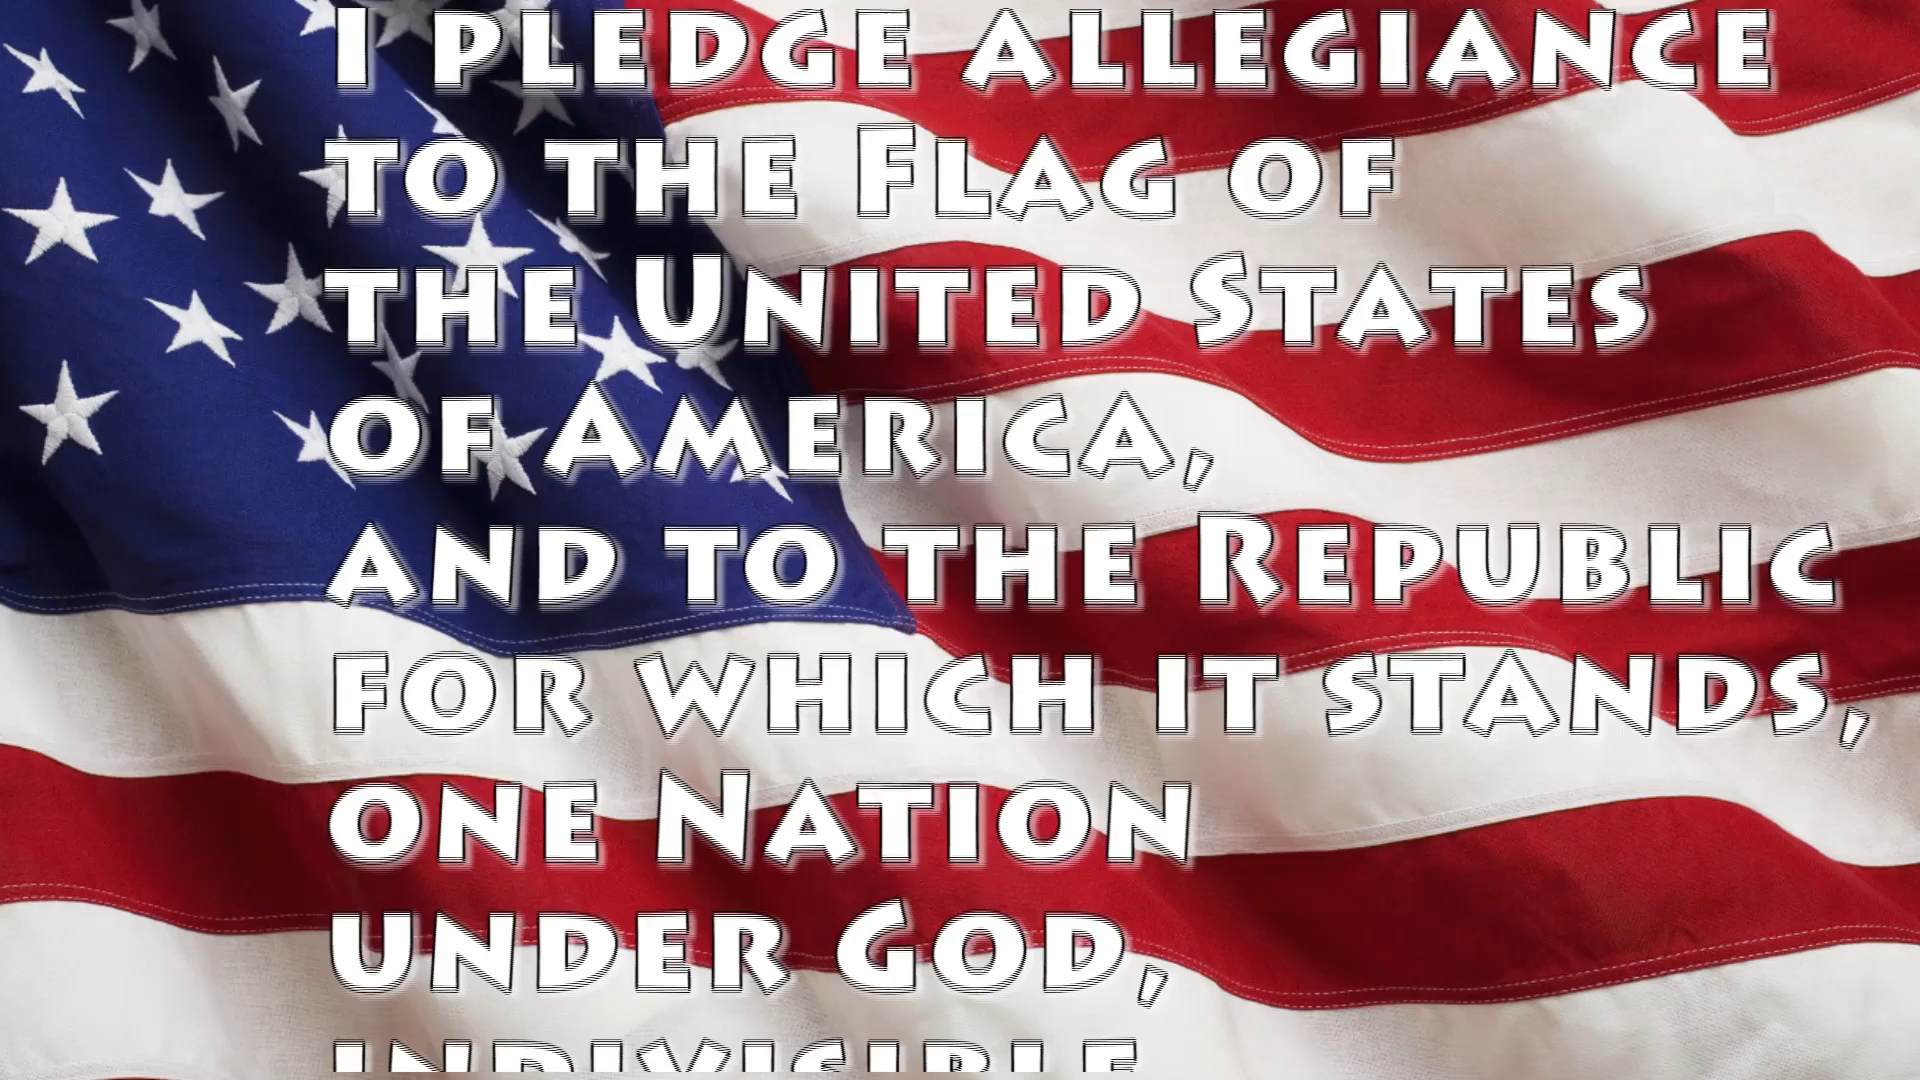 I pledge allegiance
to the Flag of
the United States
of America,
and to the Republic
for which it stands,
one Nation
under God,
indivisible